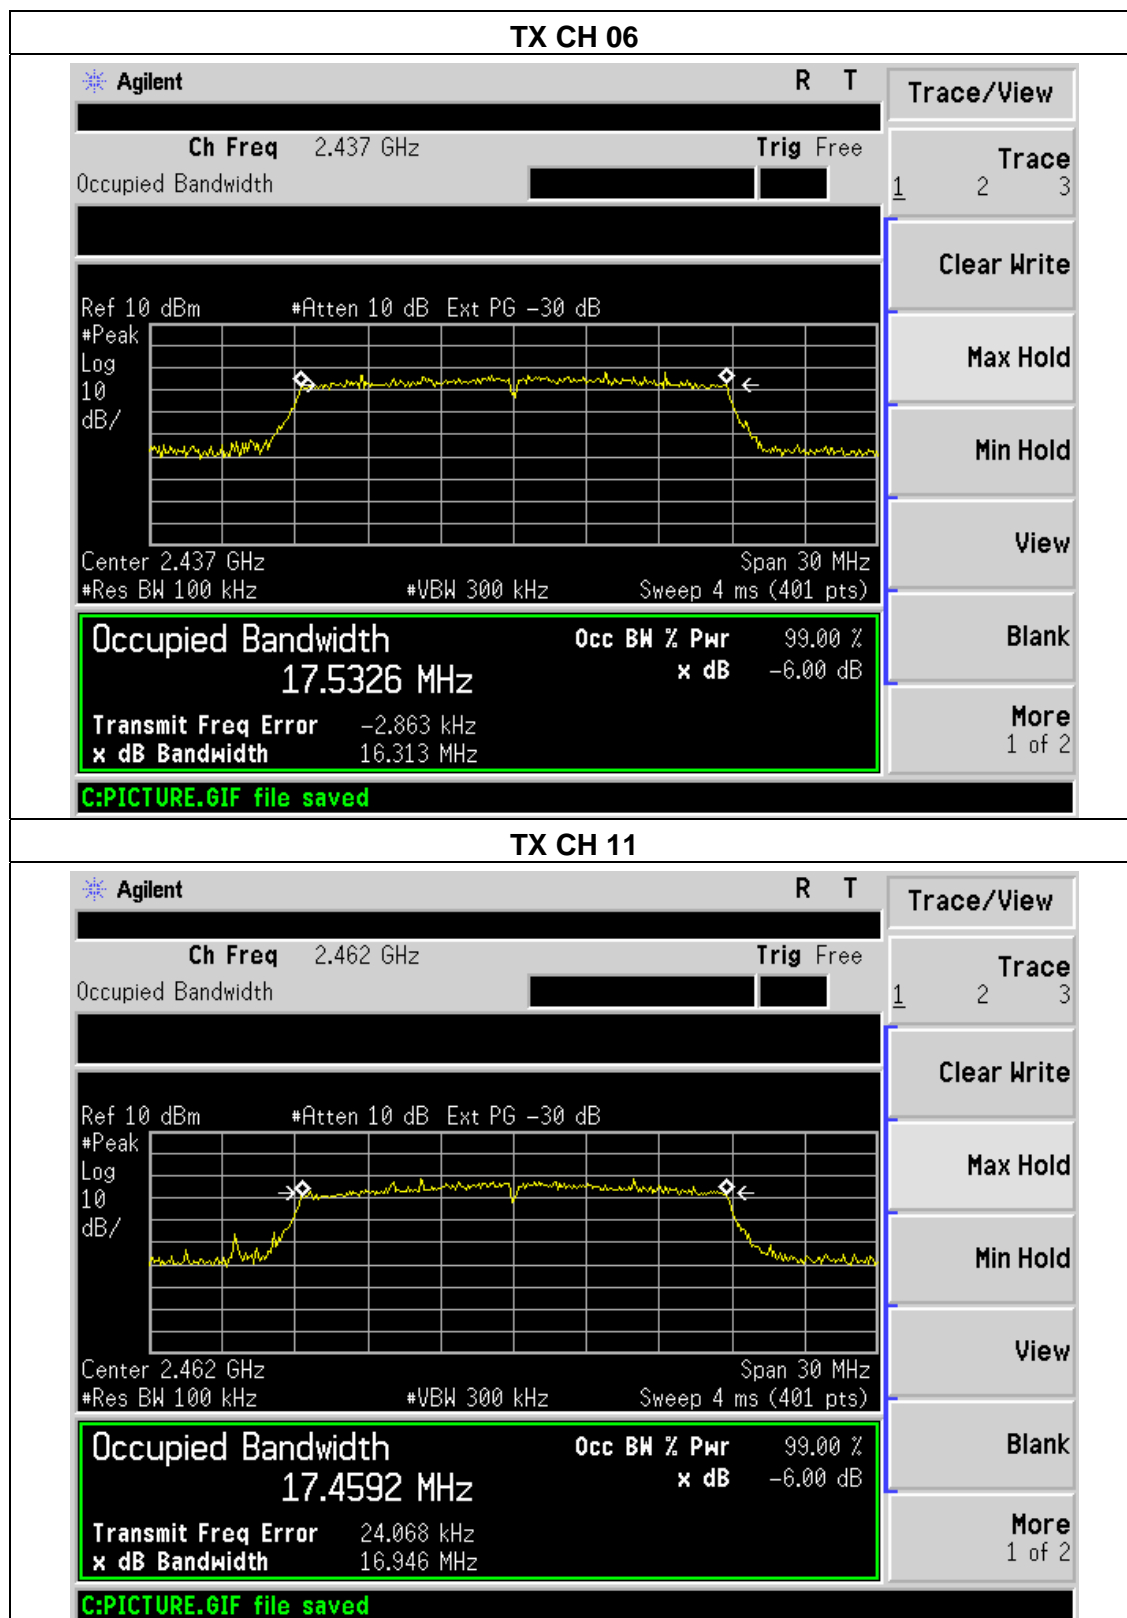 TX CH 06
Agilent R T
Trace/View
Ch Freq 2.437 GHz Trig Free
Occupied Bandwidth
Trace
1 2 3
Clear Write
Max Hold
Min Hold
View
Blank
More
1 of 2
Ref 10 dBm #Atten 10 dB Ext PG -30 dB
#Peak
Log
10
dB/
Center 2.437 GHz Span 30 MHz
#Res BW 100 kHz #VBW 300 kHz Sweep 4 ms (401 pts)
Occupied Bandwidth Occ BW % Pwr 99.00 %
17.5326 MHz x dB -6.00 dB
Transmit Freq Error -2.863 kHz
x dB Bandwidth 16.313 MHz
C:PICTURE.GIF file saved
TX CH 11
Agilent R T
Trace/View
Ch Freq 2.462 GHz Trig Free
Occupied Bandwidth
Trace
1 2 3
Clear Write
Max Hold
Min Hold
View
Blank
More
1 of 2
Ref 10 dBm #Atten 10 dB Ext PG -30 dB
#Peak
Log
10
dB/
Center 2.462 GHz Span 30 MHz
#Res BW 100 kHz #VBW 300 kHz Sweep 4 ms (401 pts)
Occupied Bandwidth Occ BW % Pwr 99.00 %
17.4592 MHz x dB -6.00 dB
Transmit Freq Error 24.068 kHz
x dB Bandwidth 16.946 MHz
C:PICTURE.GIF file saved